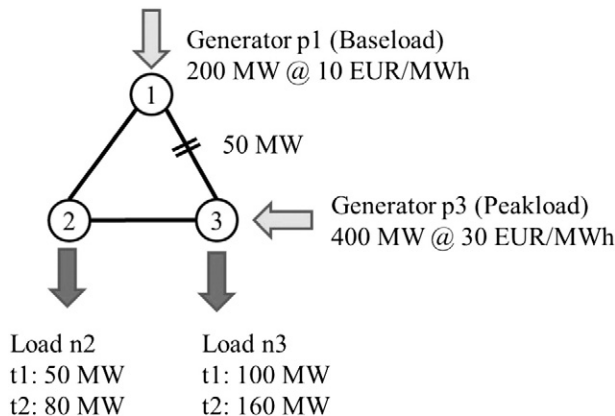 Generator p1 (Baseload)
200 MW @ 10 EUR/MWh
1
50 MW
2
3
Generator p3 (Peakload)
400 MW @ 30 EUR/MWh
Load n2
t1: 50 MW
t2: 80 MW
Load n3
t1: 100 MW
t2: 160 MW